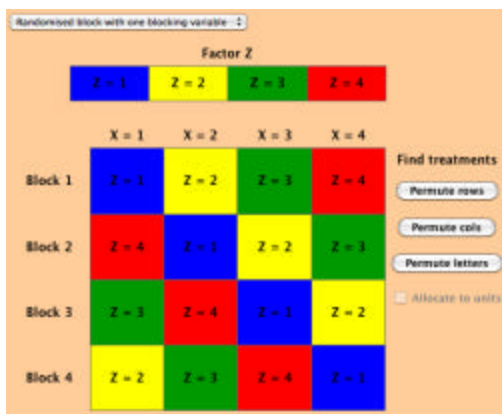 Randomised block with one blocking variable
Factor Z
Z = 1 Z = 2 Z = 3 Z = 4
X = 1 X = 2 X = 3 X = 4
Find treatments
Block 1 Z = 1 Z = 2 Z = 3 Z = 4
Permute rows
Block 2 Z = 4 Z = 1 Z = 2 Z = 3
Permute cols
Permute letters
Block 3 Z = 3 Z = 4 Z = 1 Z = 2
Allocate to units
Block 4 Z = 2 Z = 3 Z = 4 Z = 1